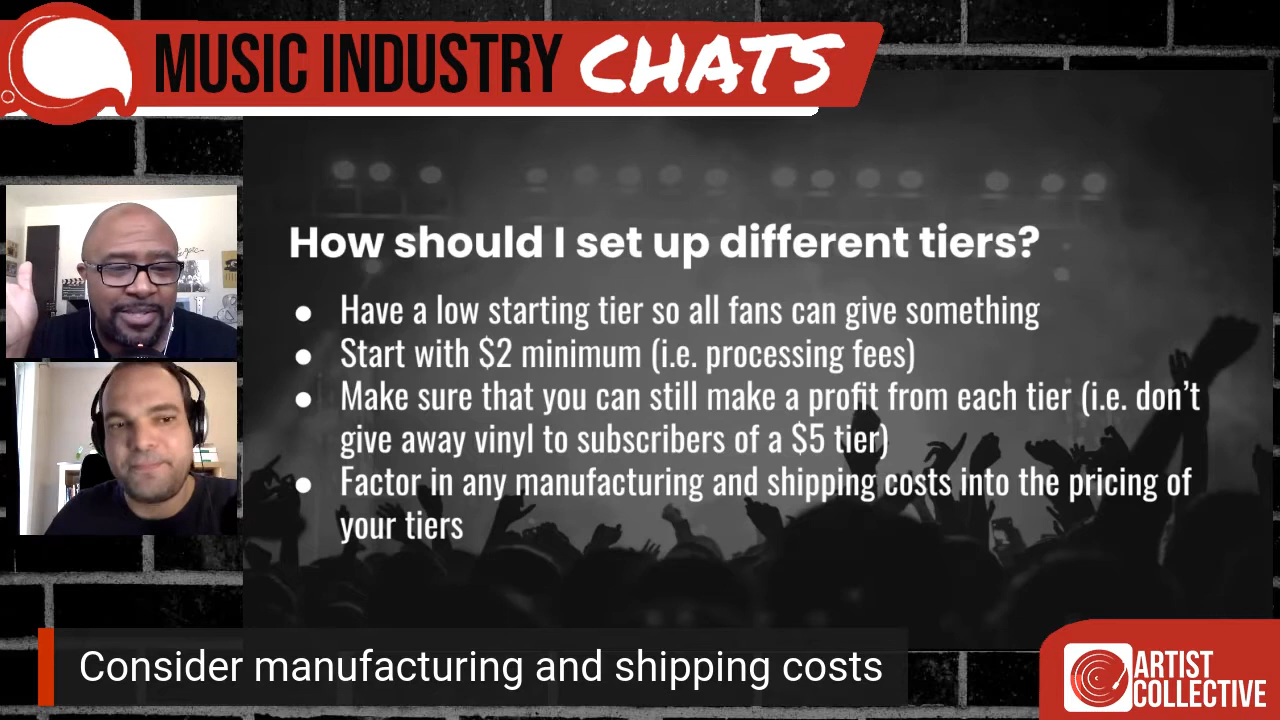 MUSIC INDUSTRY CHATS
How should I set up different tiers?
● Have a low starting tier so all fans can give something
● Start with $2 minimum (i.e. processing fees)
● Make sure that you can still make a profit from each tier (i.e. don't
give away vinyl to subscribers of a $5 tier)
● Factor in any manufacturing and shipping costs into the pricing of
your tiers
Consider manufacturing and shipping costs
ARTIST
COLLECTIVE